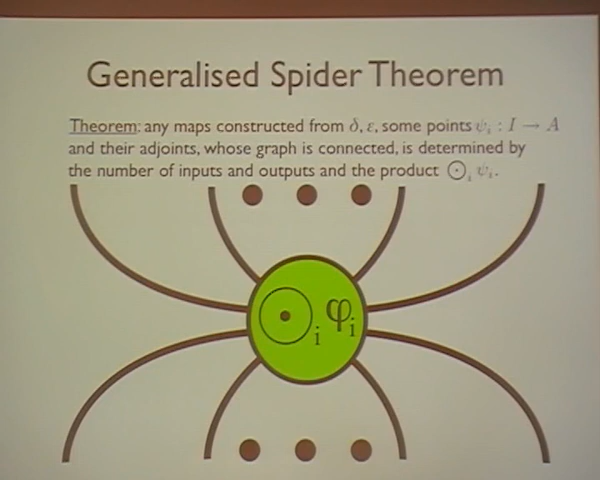 Generalised Spider Theorem
Theorem: any maps constructed from δ, ε, some points ψᵢ : I → A
and their adjoints, whose graph is connected, is determined by
the number of inputs and outputs and the product ⊙ᵢ ψᵢ.
⊙ᵢ φᵢ